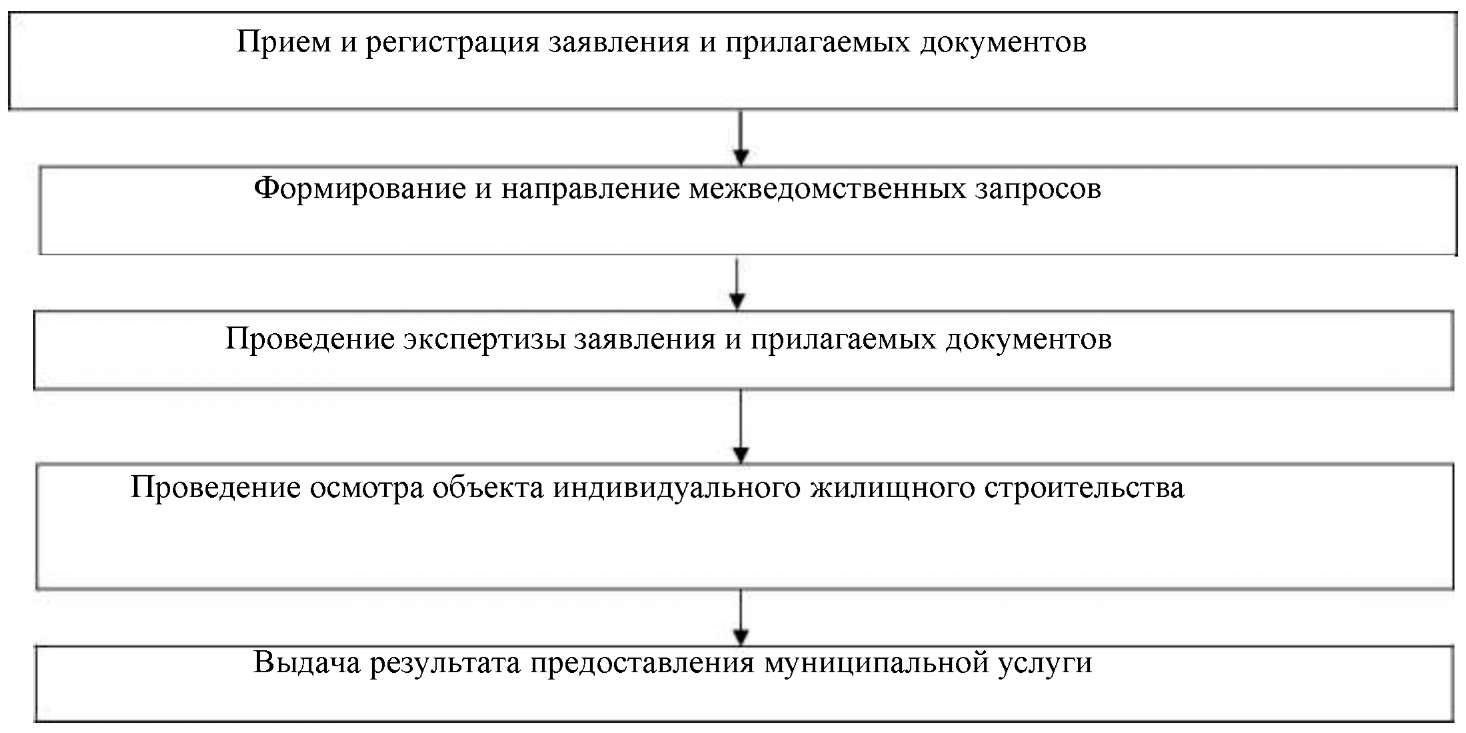 Прием и регистрация заявления и прилагаемых документов
Формирование и направление межведомственных запросов
Проведение экспертизы заявления и прилагаемых документов
Проведение осмотра объекта индивидуального жилищного строительства
Выдача результата предоставления муниципальной услуги